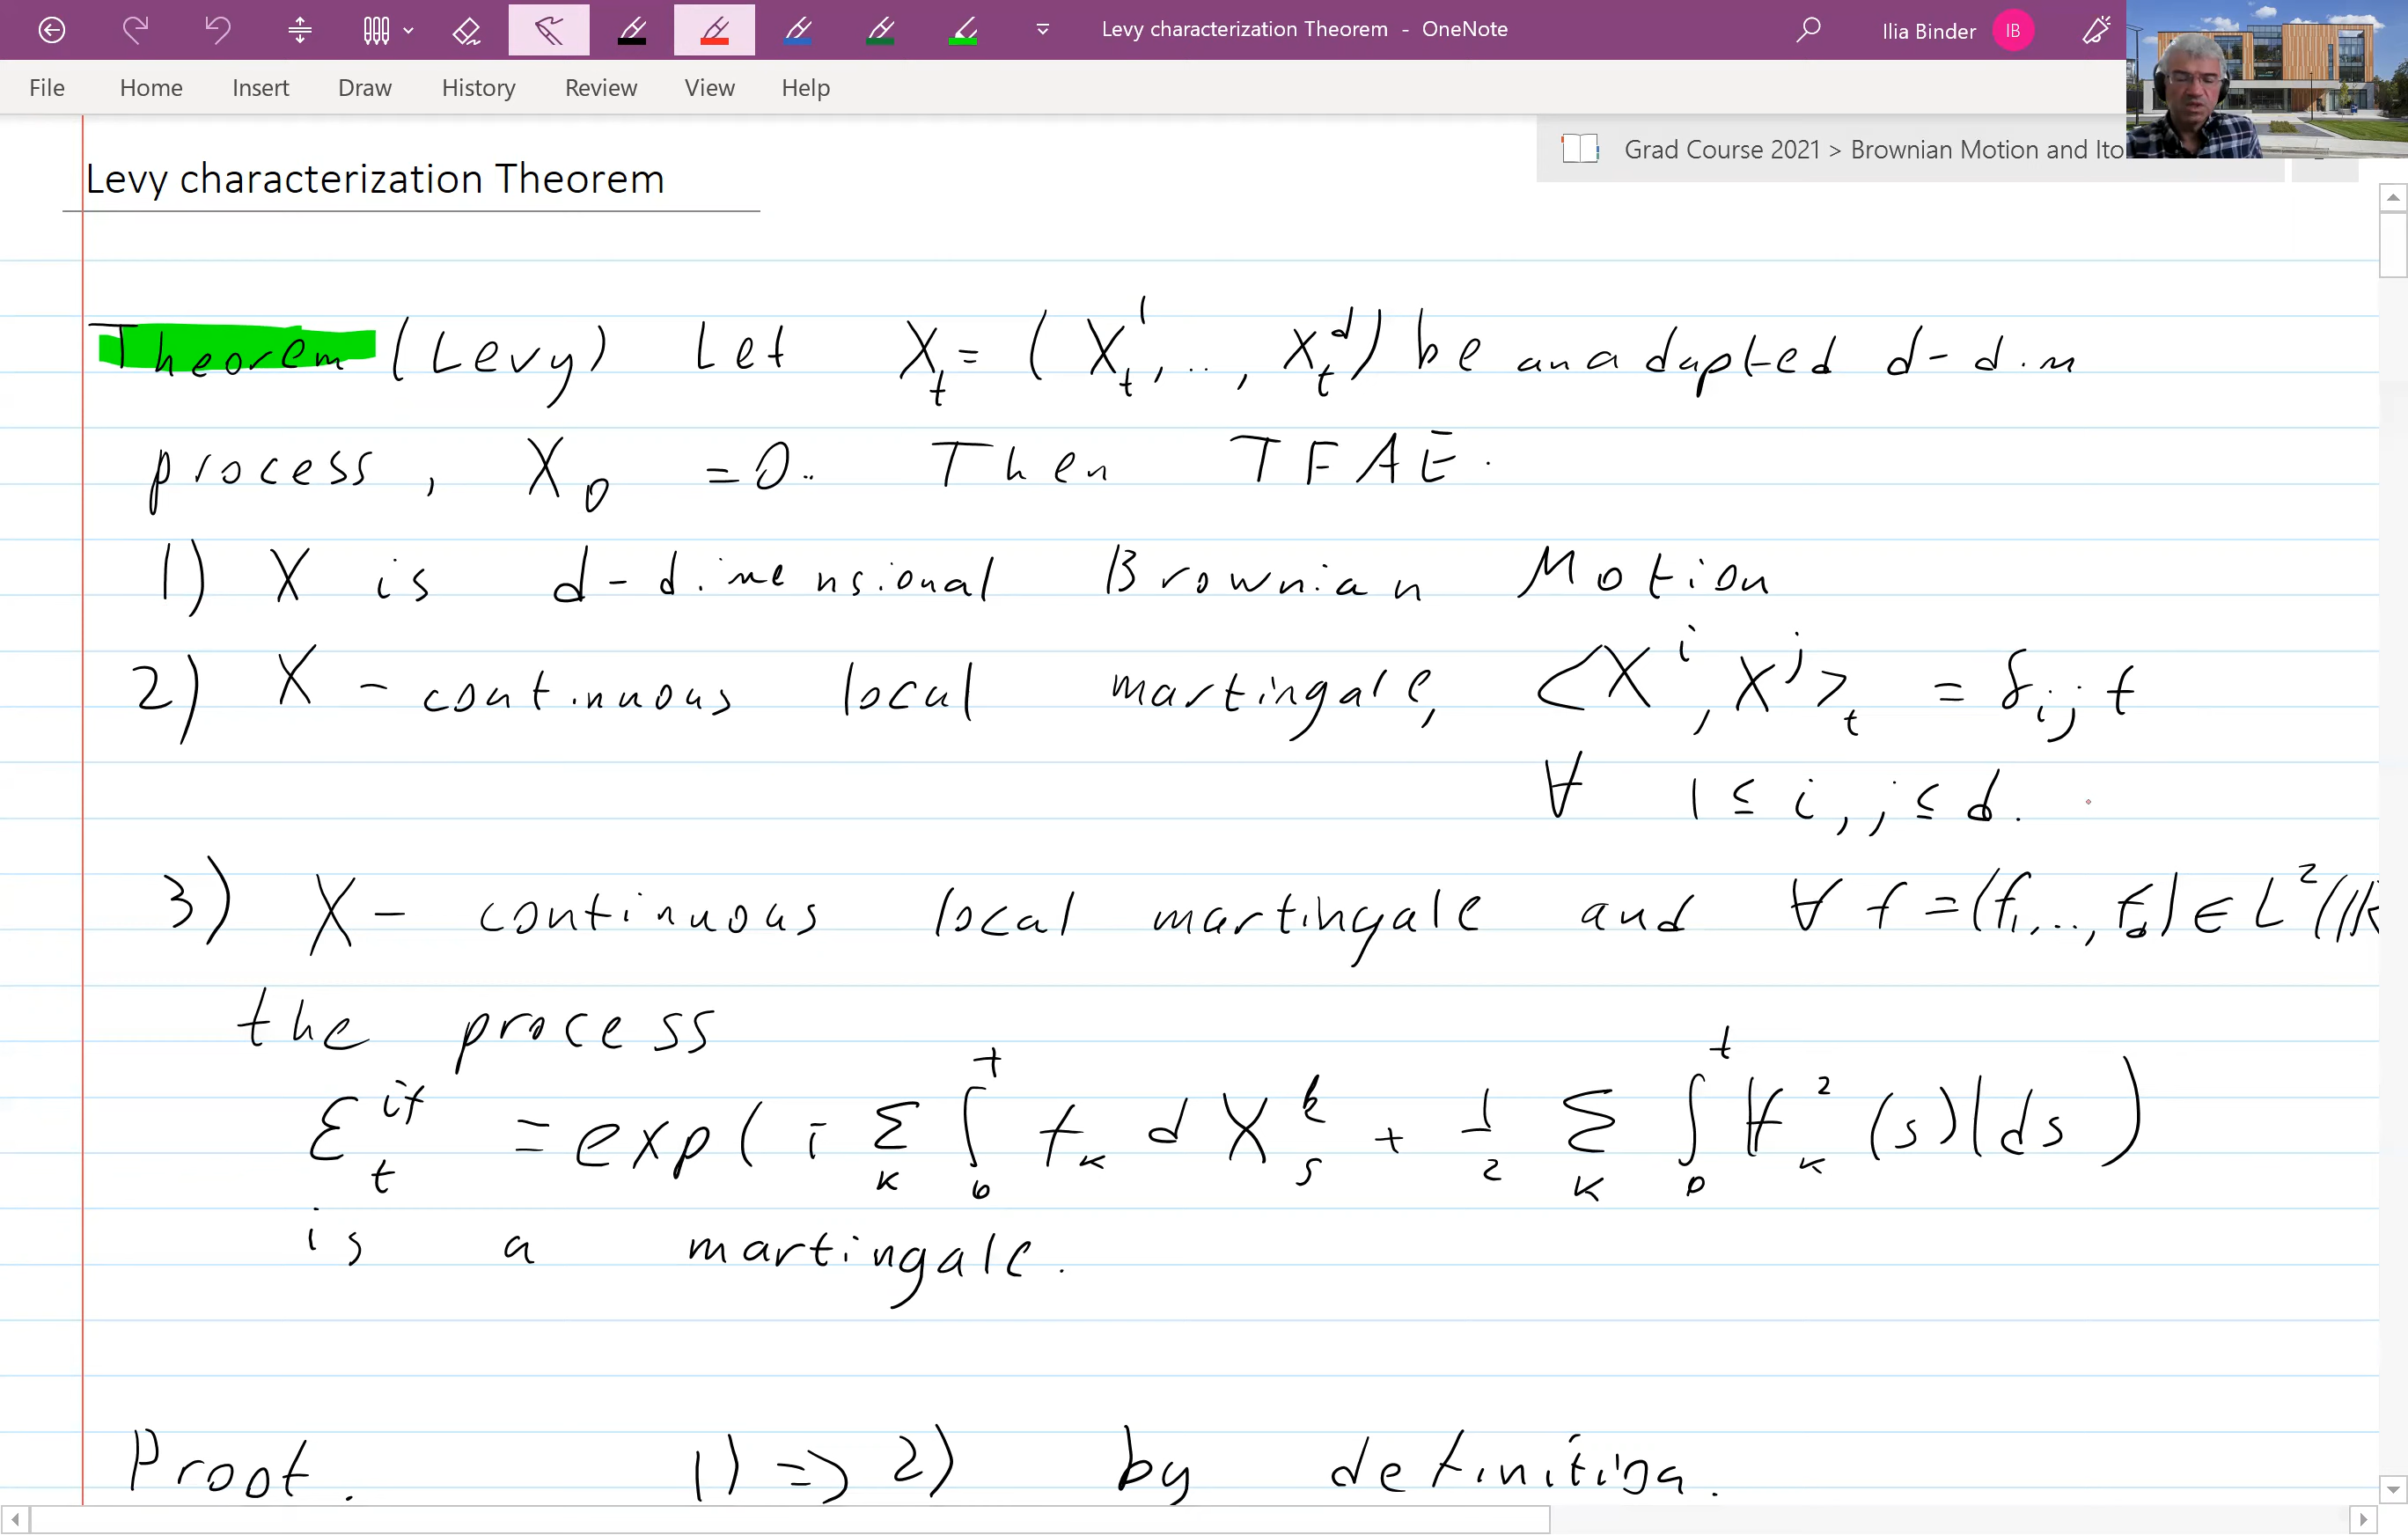 Levy characterization Theorem - OneNote
Ilia Binder IB
File Home Insert Draw History Review View Help
Grad Course 2021 > Brownian Motion and Ito
Levy characterization Theorem
Theorem (Levy) Let X_t = (X_t^1, .., X_t^d) be an adapted d-dim
process, X_0 = 0. Then TFAE.
1) X is d-dimensional Brownian Motion
2) X - continuous local martingale, <X^i, X^j>_t = δ_ij t
∀ 1 ≤ i, j ≤ d.
3) X - continuous local martingale and ∀ f = (f_1, .., f_d) ∈ L^2(
the process
Ɛ_t^{if} = exp( i Σ_k ∫_0^t f_k dX_s^k + 1/2 Σ_k ∫_0^t f_k^2 (s) ds )
is a martingale.
Proof. 1) => 2) by definition.